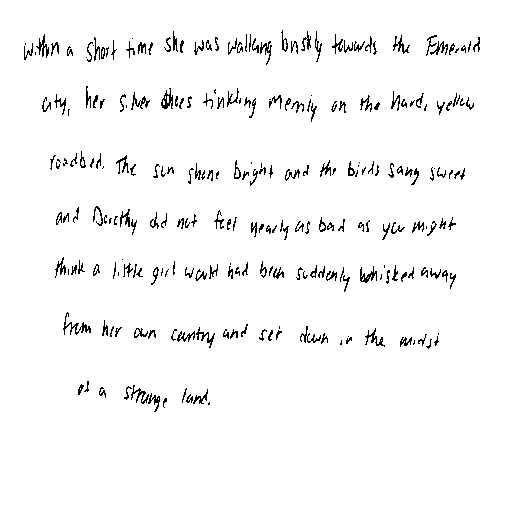 within a short time she was walking briskly towards the Emerald
city, her silver shoes tinkling merrily on the hard, yellow
roadbed. The sun shone bright and the birds sang sweet
and Dorothy did not feel nearly as bad as you might
think a little girl would had been suddenly whisked away
from her own country and set down in the midst
of a strange land.